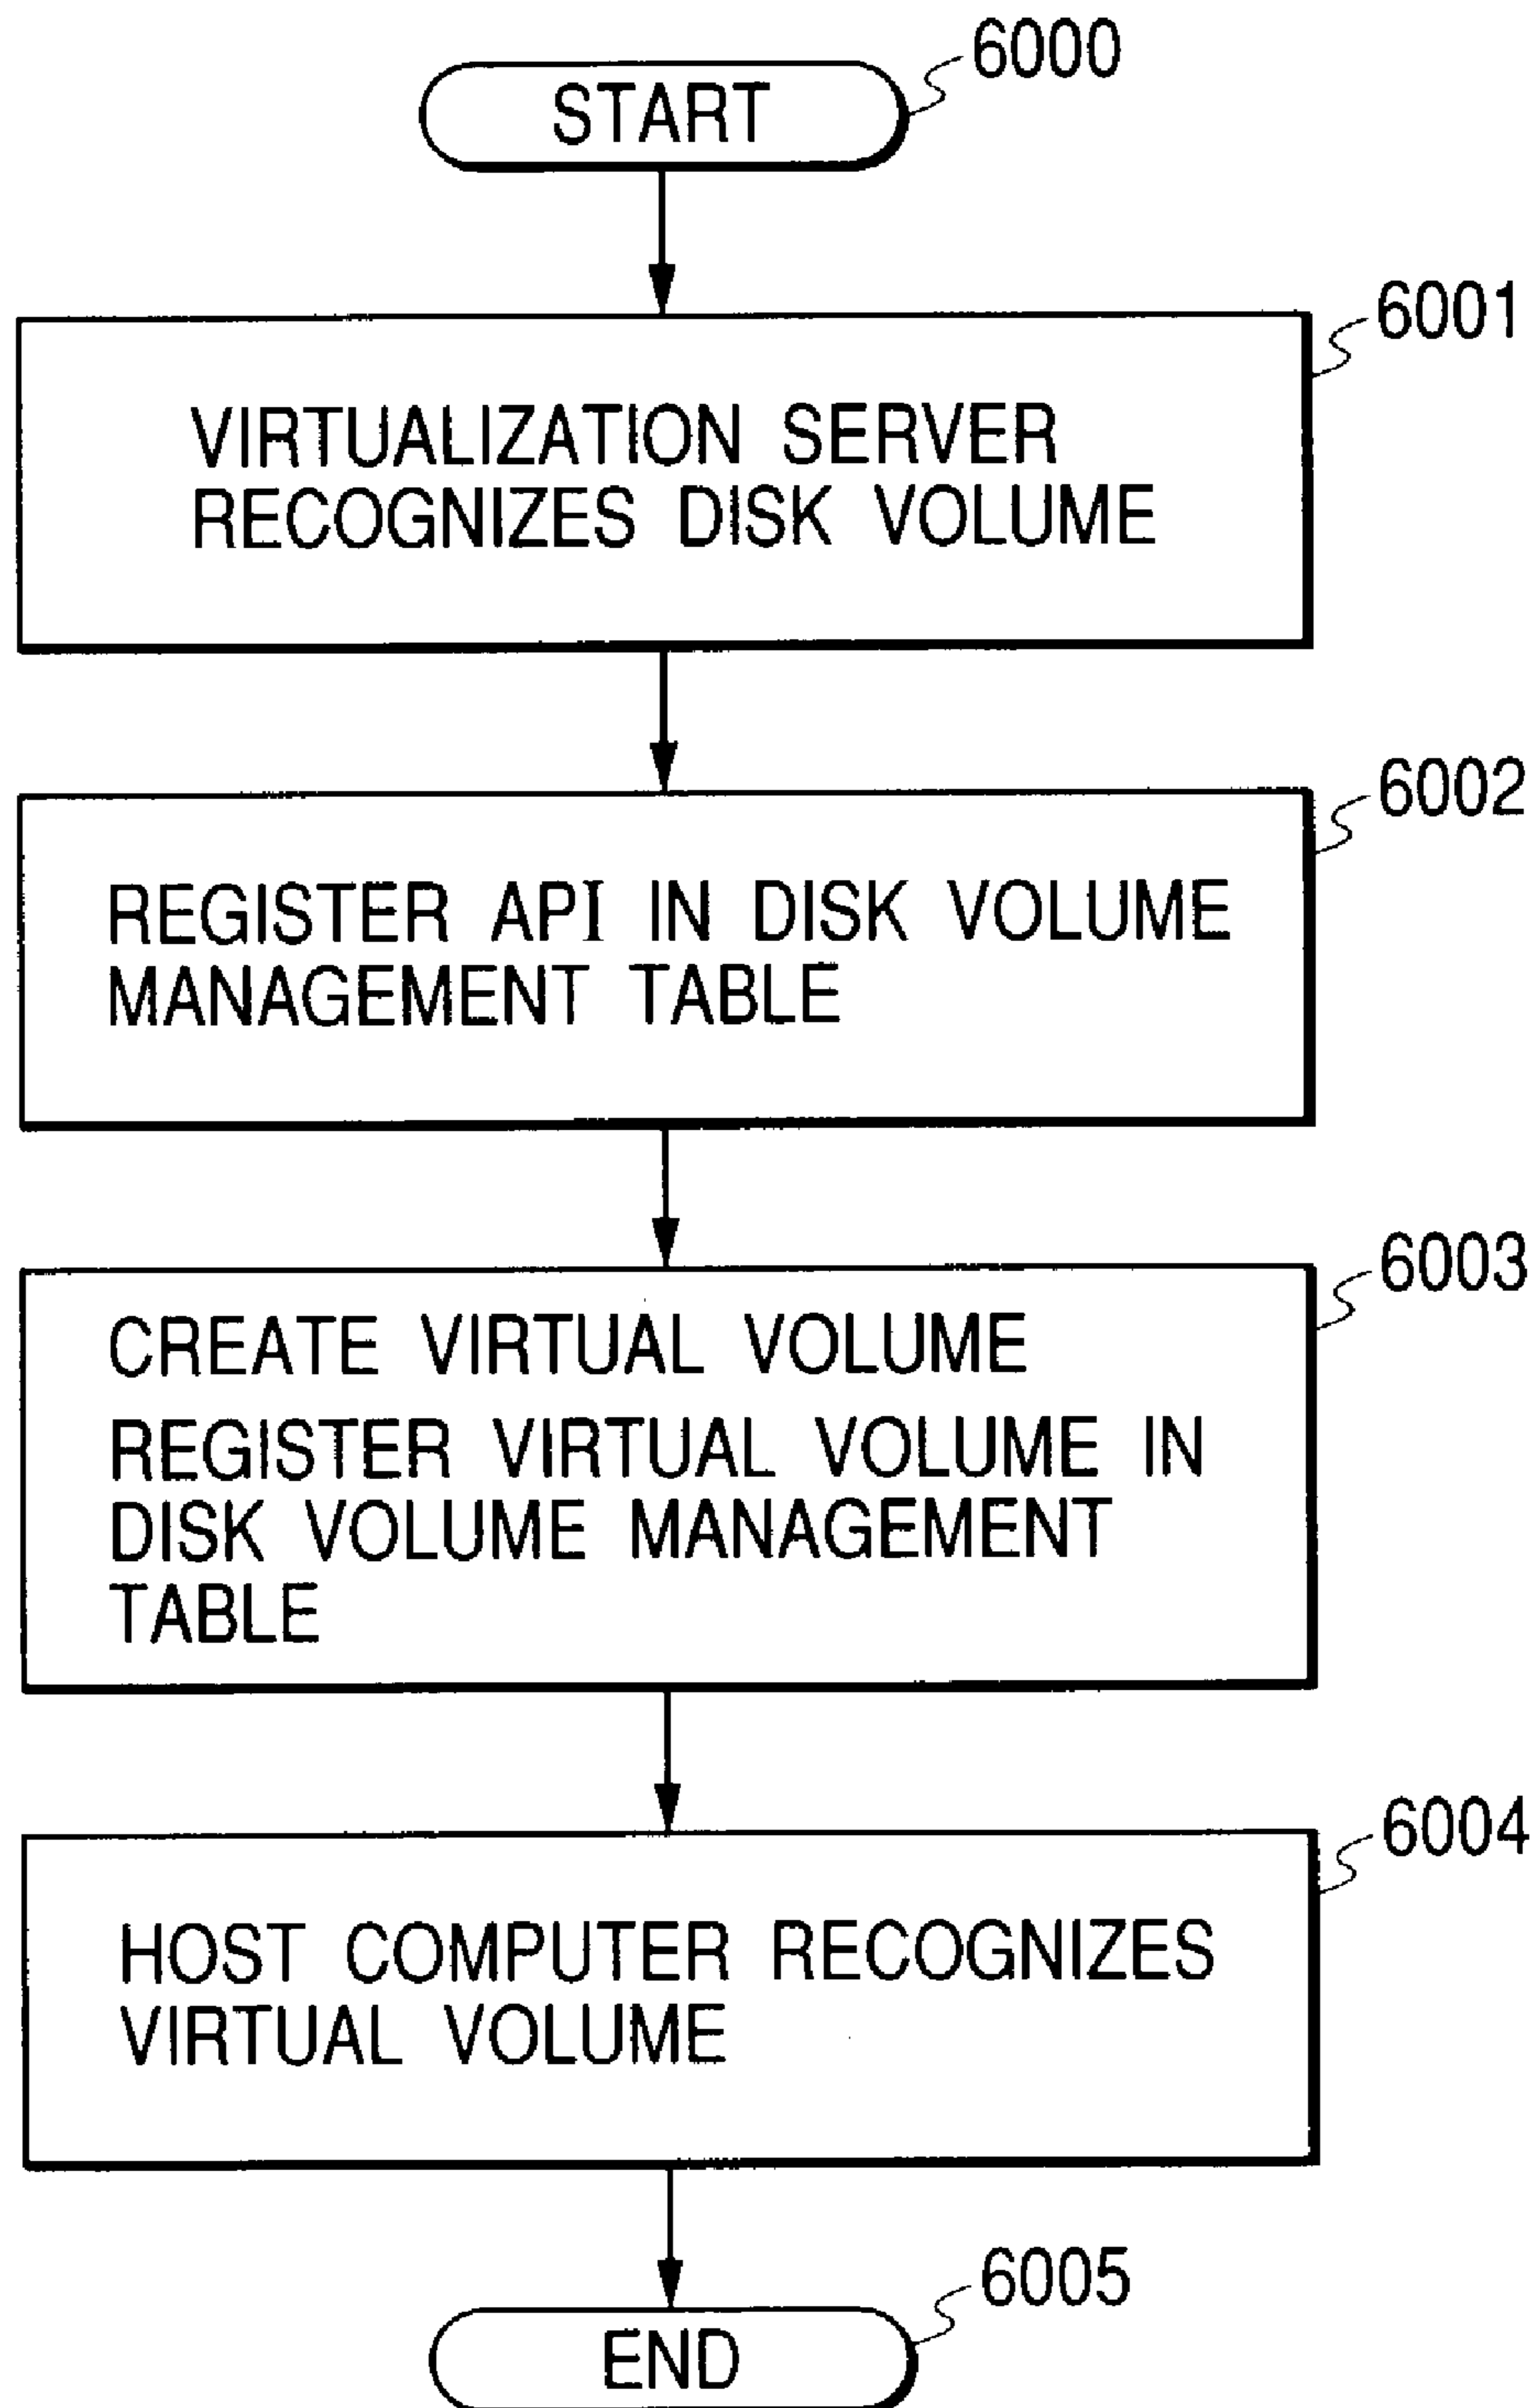 6000
START
6001
VIRTUALIZATION SERVER
RECOGNIZES DISK VOLUME
6002
REGISTER API IN DISK VOLUME
MANAGEMENT TABLE
6003
CREATE VIRTUAL VOLUME
REGISTER VIRTUAL VOLUME IN
DISK VOLUME MANAGEMENT
TABLE
6004
HOST COMPUTER RECOGNIZES
VIRTUAL VOLUME
6005
END